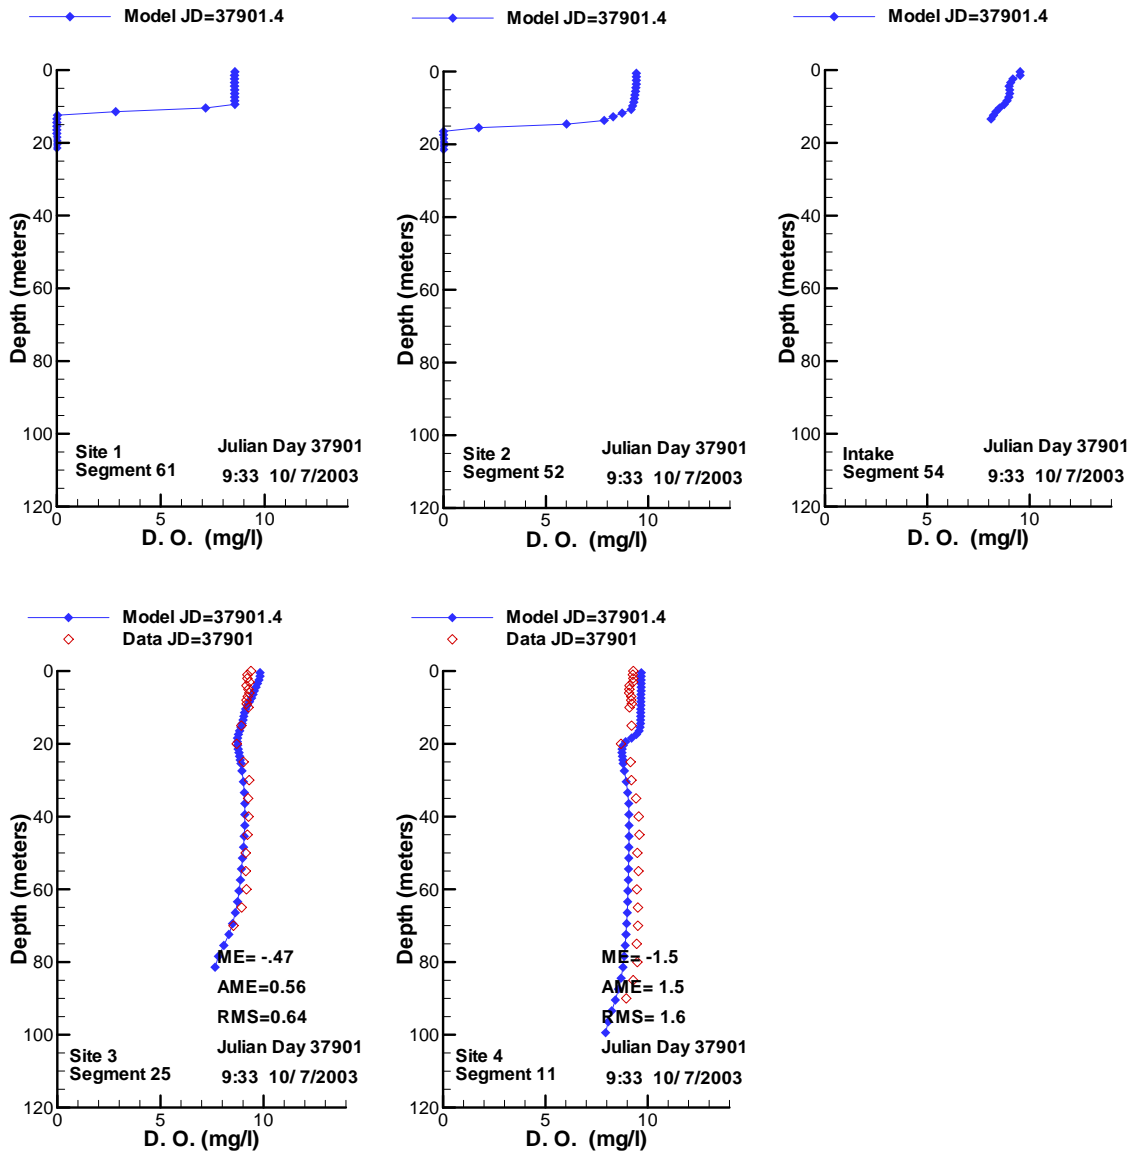 Model JD=37901.4
0
20
40
60
80
100
120
Depth (meters)
Site 1
Segment 61
Julian Day 37901
9:33 10/ 7/2003
0 5 10
D. O. (mg/l)
Model JD=37901.4
0
20
40
60
80
100
120
Depth (meters)
Site 2
Segment 52
Julian Day 37901
9:33 10/ 7/2003
0 5 10
D. O. (mg/l)
Model JD=37901.4
0
20
40
60
80
100
120
Depth (meters)
Intake
Segment 54
Julian Day 37901
9:33 10/ 7/2003
0 5 10
D. O. (mg/l)
Model JD=37901.4
Data JD=37901
0
20
40
60
80
100
120
Depth (meters)
ME= -.47
AME=0.56
RMS=0.64
Site 3
Segment 25
Julian Day 37901
9:33 10/ 7/2003
0 5 10
D. O. (mg/l)
Model JD=37901.4
Data JD=37901
0
20
40
60
80
100
120
Depth (meters)
ME= -1.5
AME= 1.5
RMS= 1.6
Site 4
Segment 11
Julian Day 37901
9:33 10/ 7/2003
0 5 10
D. O. (mg/l)